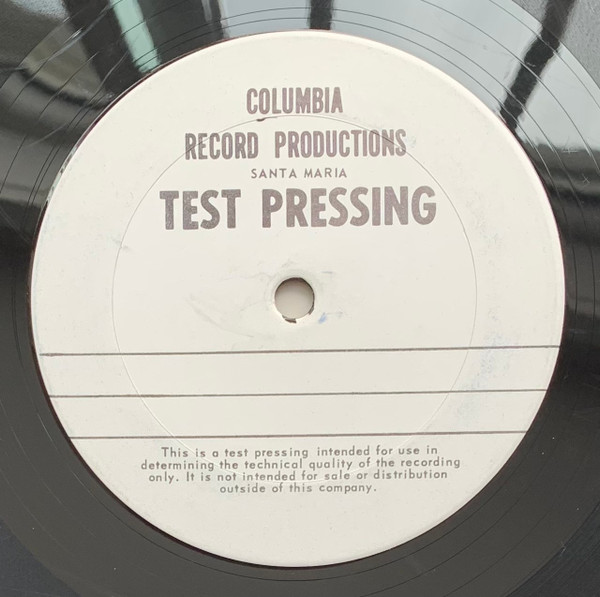 COLUMBIA
RECORD PRODUCTIONS
SANTA MARIA
TEST PRESSING
This is a test pressing intended for use in
determining the technical quality of the recording
only. It is not intended for sale or distribution
outside of this company.